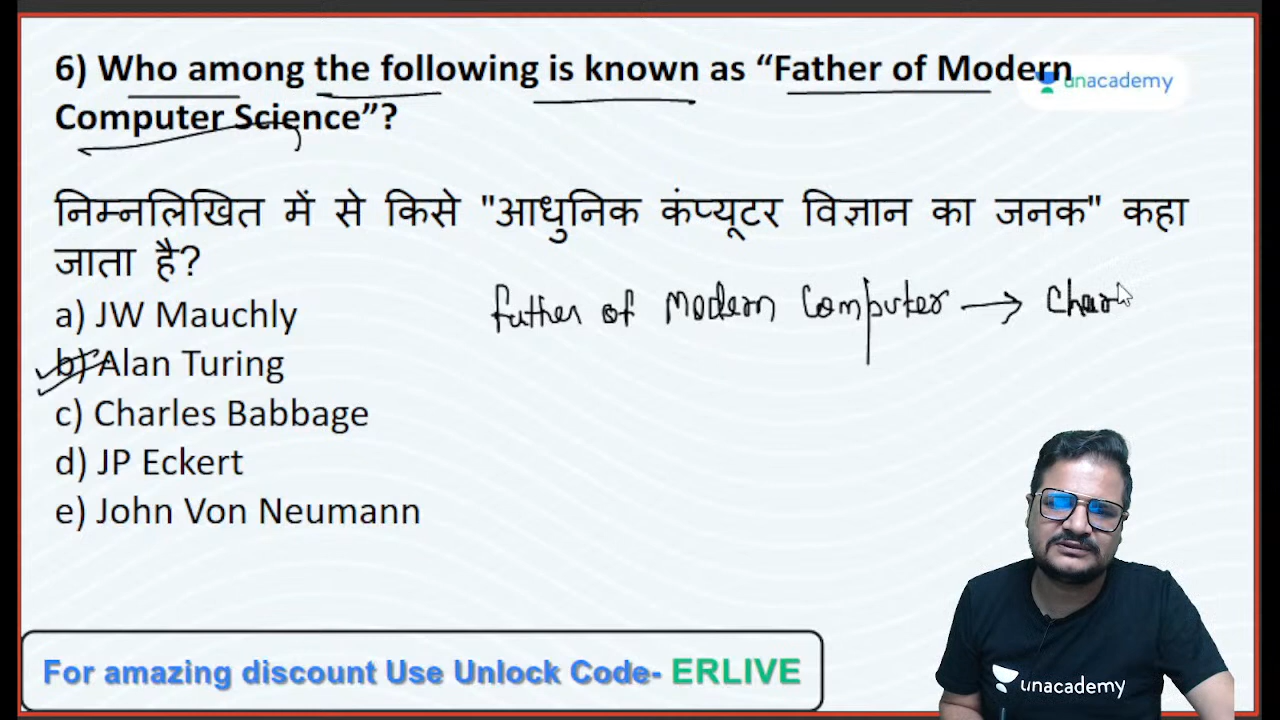 6) Who among the following is known as “Father of Modern
unacademy
Computer Science”?
निम्नलिखित में से किसे "आधुनिक कंप्यूटर विज्ञान का जनक" कहा
जाता है?
father of Modern Computer → Char
a) JW Mauchly
b) Alan Turing
c) Charles Babbage
d) JP Eckert
e) John Von Neumann
unacademy
For amazing discount Use Unlock Code- ERLIVE